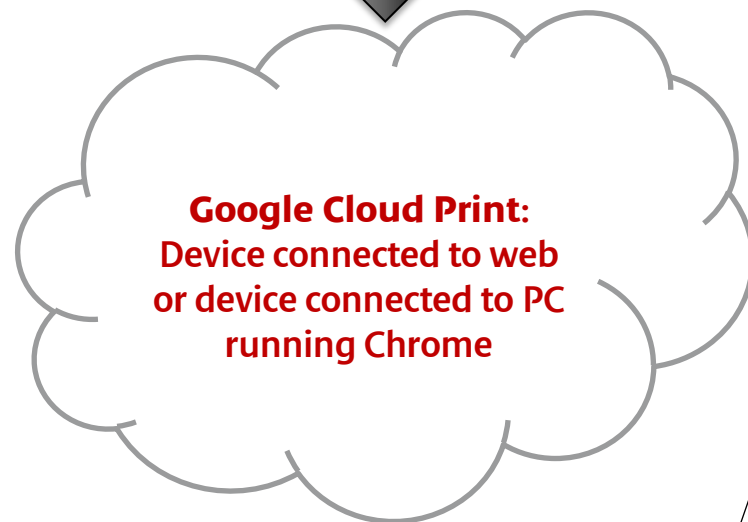 Google Cloud Print:
Device connected to web
or device connected to PC
running Chrome